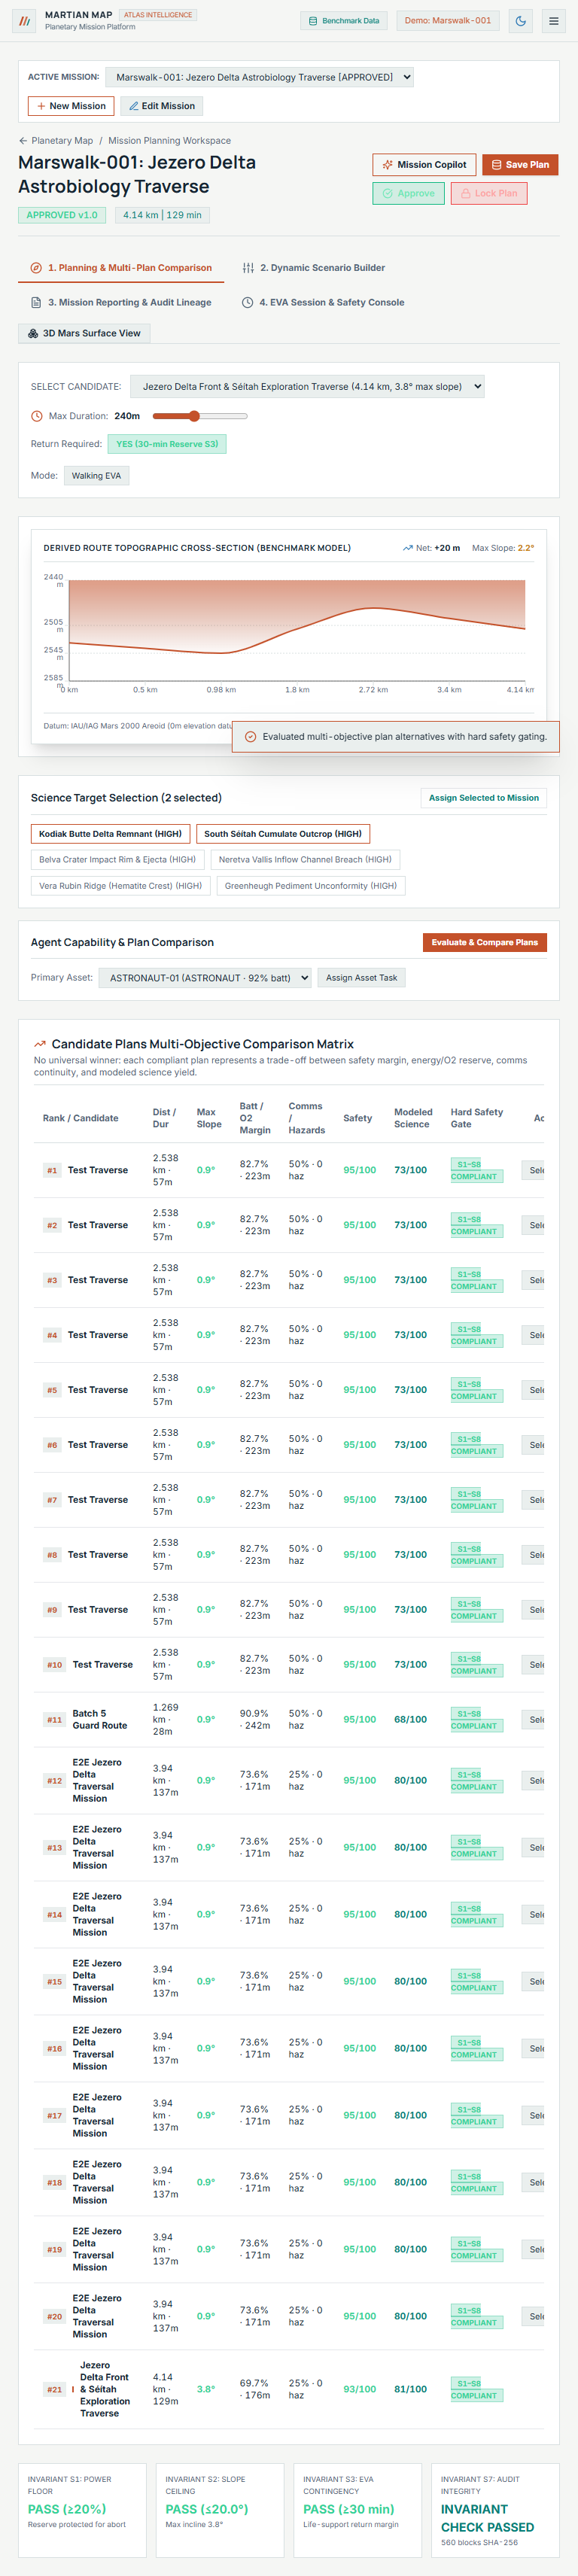 MARTIAN MAP
ATLAS INTELLIGENCE
Planetary Mission Platform
Benchmark Data
Demo: Marswalk-001
ACTIVE MISSION:
Marswalk-001: Jezero Delta Astrobiology Traverse [APPROVED]
New Mission
Edit Mission
Planetary Map / Mission Planning Workspace
Marswalk-001: Jezero Delta
Astrobiology Traverse
Mission Copilot
Save Plan
Approve
Lock Plan
APPROVED v1.0
4.14 km | 129 min
1. Planning & Multi-Plan Comparison
2. Dynamic Scenario Builder
3. Mission Reporting & Audit Lineage
4. EVA Session & Safety Console
3D Mars Surface View
SELECT CANDIDATE:
Jezero Delta Front & Séítah Exploration Traverse (4.14 km, 3.8° max slope)
Max Duration: 240m
Return Required:
YES (30-min Reserve S3)
Mode:
Walking EVA
DERIVED ROUTE TOPOGRAPHIC CROSS-SECTION (BENCHMARK MODEL)
Net: +20 m
Max Slope: 2.2°
2440
m
2505
m
2545
m
2585
m
0 km
0.5 km
0.98 km
1.8 km
2.72 km
3.4 km
4.14 km
Datum: IAU/IAG Mars 2000 Areoid (0m elevation datu
Evaluated multi-objective plan alternatives with hard safety gating.
Science Target Selection (2 selected)
Assign Selected to Mission
Kodiak Butte Delta Remnant (HIGH)
South Séítah Cumulate Outcrop (HIGH)
Belva Crater Impact Rim & Ejecta (HIGH)
Neretva Vallis Inflow Channel Breach (HIGH)
Vera Rubin Ridge (Hematite Crest) (HIGH)
Greenheugh Pediment Unconformity (HIGH)
Agent Capability & Plan Comparison
Evaluate & Compare Plans
Primary Asset:
ASTRONAUT-01 (ASTRONAUT · 92% batt)
Assign Asset Task
Candidate Plans Multi-Objective Comparison Matrix
No universal winner: each compliant plan represents a trade-off between safety margin, energy/O2 reserve, comms
continuity, and modeled science yield.
Rank / Candidate
Dist /
Dur
Max
Slope
Batt /
O2
Margin
Comms
/
Hazards
Safety
Modeled
Science
Hard Safety
Gate
Ac
#1 Test Traverse
2.538
km ·
57m
0.9°
82.7%
· 223m
50% · 0
haz
95/100
73/100
S1–S8
COMPLIANT
Sele
#2 Test Traverse
2.538
km ·
57m
0.9°
82.7%
· 223m
50% · 0
haz
95/100
73/100
S1–S8
COMPLIANT
Sele
#3 Test Traverse
2.538
km ·
57m
0.9°
82.7%
· 223m
50% · 0
haz
95/100
73/100
S1–S8
COMPLIANT
Sele
#4 Test Traverse
2.538
km ·
57m
0.9°
82.7%
· 223m
50% · 0
haz
95/100
73/100
S1–S8
COMPLIANT
Sele
#5 Test Traverse
2.538
km ·
57m
0.9°
82.7%
· 223m
50% · 0
haz
95/100
73/100
S1–S8
COMPLIANT
Sele
#6 Test Traverse
2.538
km ·
57m
0.9°
82.7%
· 223m
50% · 0
haz
95/100
73/100
S1–S8
COMPLIANT
Sele
#7 Test Traverse
2.538
km ·
57m
0.9°
82.7%
· 223m
50% · 0
haz
95/100
73/100
S1–S8
COMPLIANT
Sele
#8 Test Traverse
2.538
km ·
57m
0.9°
82.7%
· 223m
50% · 0
haz
95/100
73/100
S1–S8
COMPLIANT
Sele
#9 Test Traverse
2.538
km ·
57m
0.9°
82.7%
· 223m
50% · 0
haz
95/100
73/100
S1–S8
COMPLIANT
Sele
#10 Test Traverse
2.538
km ·
57m
0.9°
82.7%
· 223m
50% · 0
haz
95/100
73/100
S1–S8
COMPLIANT
Sele
#11 Batch 5
Guard Route
1.269
km ·
28m
0.9°
90.9%
· 242m
50% · 0
haz
95/100
68/100
S1–S8
COMPLIANT
Sele
#12 E2E Jezero
Delta
Traversal
Mission
3.94
km ·
137m
0.9°
73.6%
· 171m
25% · 0
haz
95/100
80/100
S1–S8
COMPLIANT
Sele
#13 E2E Jezero
Delta
Traversal
Mission
3.94
km ·
137m
0.9°
73.6%
· 171m
25% · 0
haz
95/100
80/100
S1–S8
COMPLIANT
Sele
#14 E2E Jezero
Delta
Traversal
Mission
3.94
km ·
137m
0.9°
73.6%
· 171m
25% · 0
haz
95/100
80/100
S1–S8
COMPLIANT
Sele
#15 E2E Jezero
Delta
Traversal
Mission
3.94
km ·
137m
0.9°
73.6%
· 171m
25% · 0
haz
95/100
80/100
S1–S8
COMPLIANT
Sele
#16 E2E Jezero
Delta
Traversal
Mission
3.94
km ·
137m
0.9°
73.6%
· 171m
25% · 0
haz
95/100
80/100
S1–S8
COMPLIANT
Sele
#17 E2E Jezero
Delta
Traversal
Mission
3.94
km ·
137m
0.9°
73.6%
· 171m
25% · 0
haz
95/100
80/100
S1–S8
COMPLIANT
Sele
#18 E2E Jezero
Delta
Traversal
Mission
3.94
km ·
137m
0.9°
73.6%
· 171m
25% · 0
haz
95/100
80/100
S1–S8
COMPLIANT
Sele
#19 E2E Jezero
Delta
Traversal
Mission
3.94
km ·
137m
0.9°
73.6%
· 171m
25% · 0
haz
95/100
80/100
S1–S8
COMPLIANT
Sele
#20 E2E Jezero
Delta
Traversal
Mission
3.94
km ·
137m
0.9°
73.6%
· 171m
25% · 0
haz
95/100
80/100
S1–S8
COMPLIANT
Sele
#21 Jezero
Delta Front
& Séítah
Exploration
Traverse
4.14
km ·
129m
3.8°
69.7%
· 176m
25% · 0
haz
93/100
81/100
S1–S8
COMPLIANT
INVARIANT S1: POWER
FLOOR
PASS (≥20%)
Reserve protected for abort
INVARIANT S2: SLOPE
CEILING
PASS (≤20.0°)
Max incline 3.8°
INVARIANT S3: EVA
CONTINGENCY
PASS (≥30 min)
Life-support return margin
INVARIANT S7: AUDIT
INTEGRITY
INVARIANT
CHECK PASSED
560 blocks SHA-256